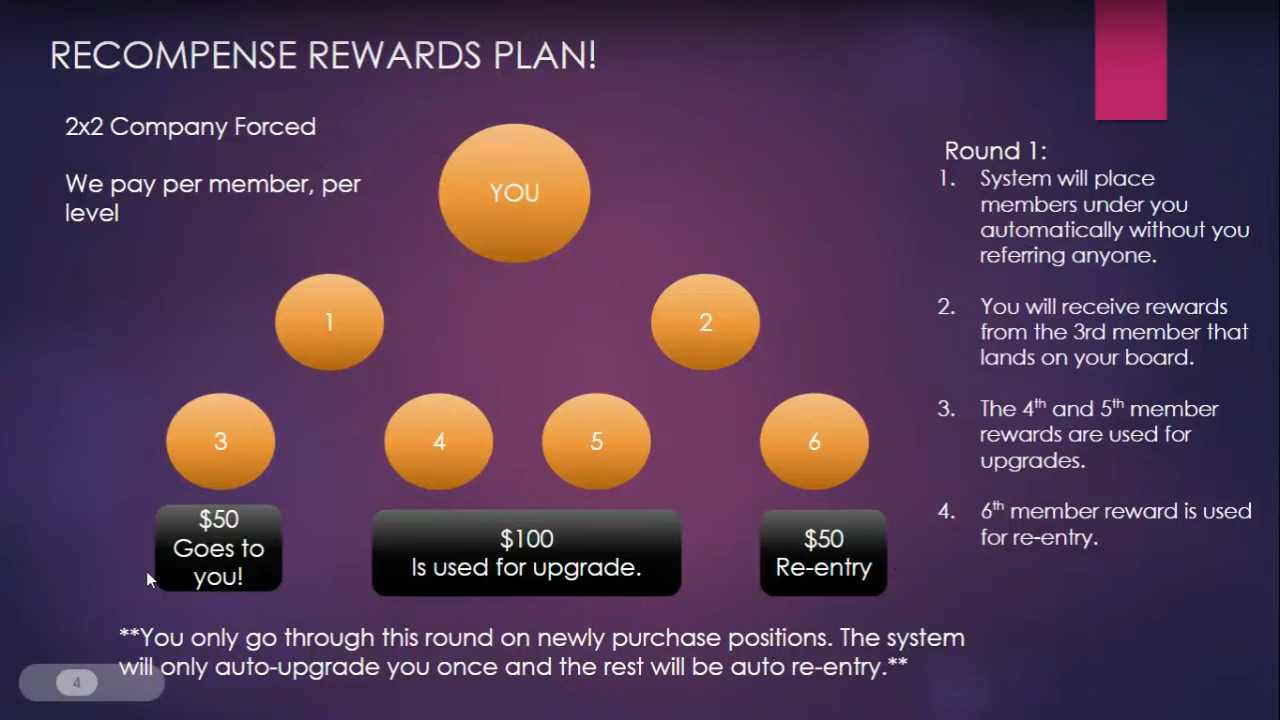 RECOMPENSE REWARDS PLAN!
2x2 Company Forced
We pay per member, per
level
YOU
1
2
3
4
5
6
$50
Goes to
you!
$100
Is used for upgrade.
$50
Re-entry
Round 1:
1. System will place
members under you
automatically without you
referring anyone.
2. You will receive rewards
from the 3rd member that
lands on your board.
3. The 4th and 5th member
rewards are used for
upgrades.
4. 6th member reward is used
for re-entry.
**You only go through this round on newly purchase positions. The system
will only auto-upgrade you once and the rest will be auto re-entry.**
4